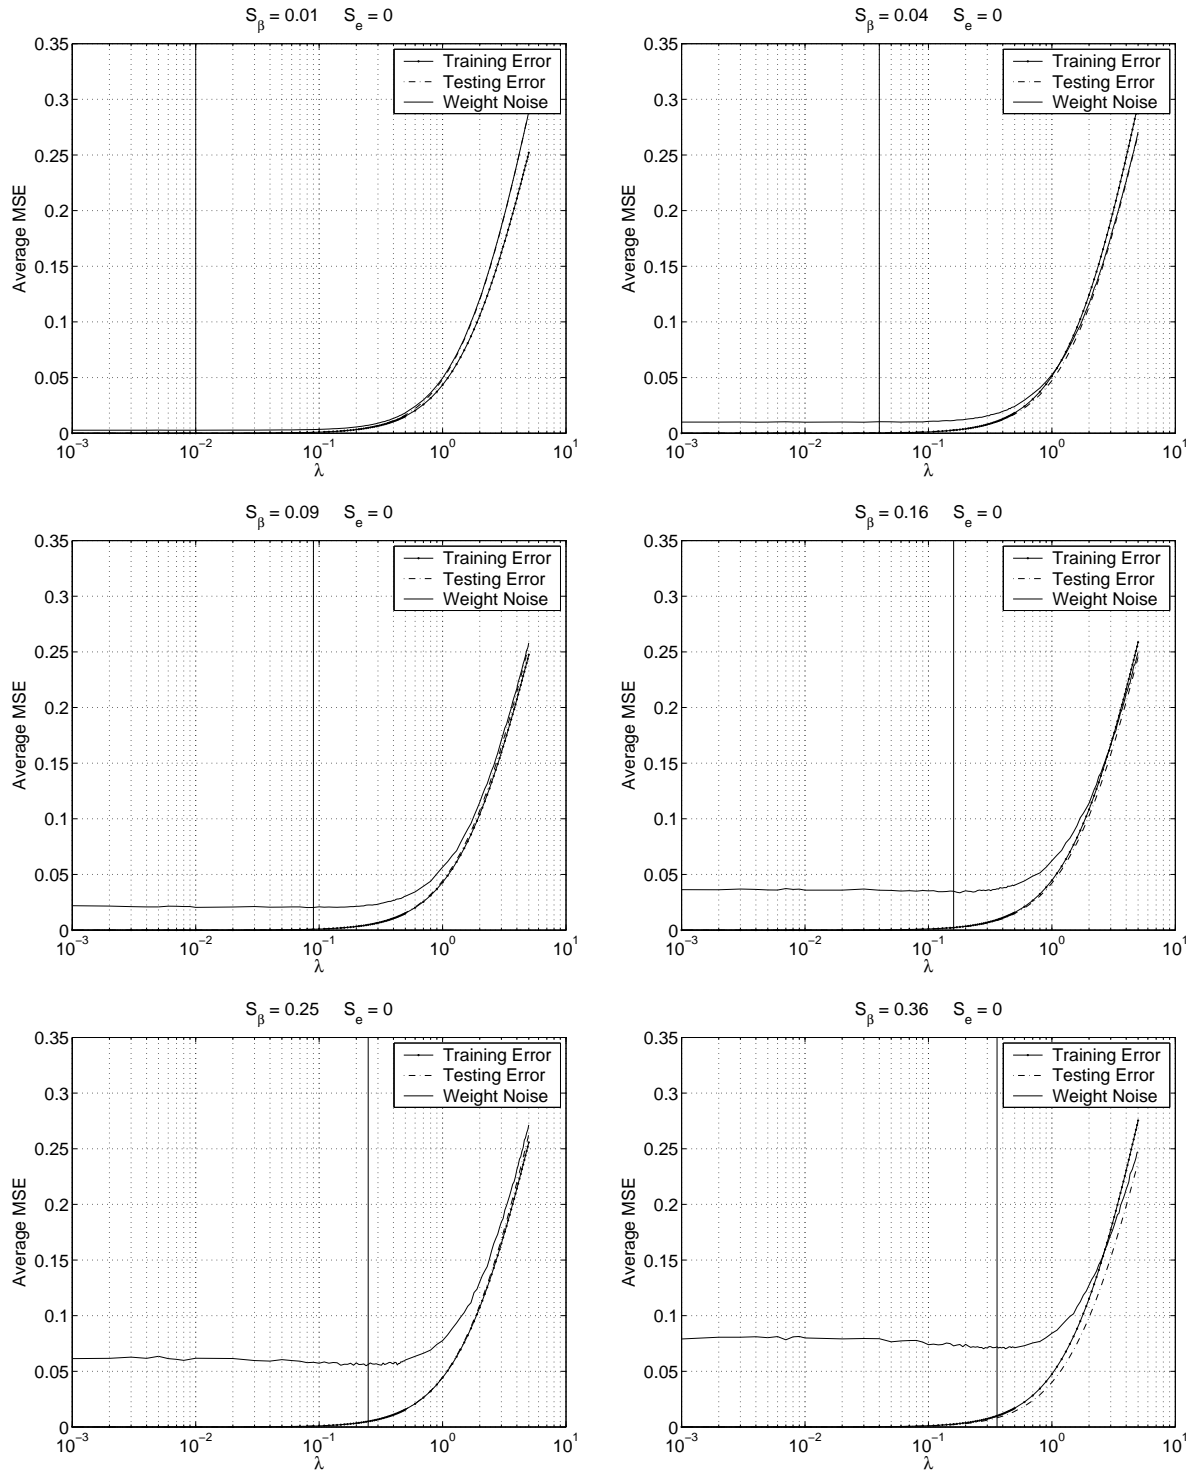 S_β = 0.01 S_e = 0
0.35
0.3
0.25
0.2
0.15
0.1
0.05
0
Average MSE
Training Error
Testing Error
Weight Noise
10^−3 10^−2 10^−1 10^0 10^1
λ
S_β = 0.04 S_e = 0
0.35
0.3
0.25
0.2
0.15
0.1
0.05
0
Average MSE
Training Error
Testing Error
Weight Noise
10^−3 10^−2 10^−1 10^0 10^1
λ
S_β = 0.09 S_e = 0
0.35
0.3
0.25
0.2
0.15
0.1
0.05
0
Average MSE
Training Error
Testing Error
Weight Noise
10^−3 10^−2 10^−1 10^0 10^1
λ
S_β = 0.16 S_e = 0
0.35
0.3
0.25
0.2
0.15
0.1
0.05
0
Average MSE
Training Error
Testing Error
Weight Noise
10^−3 10^−2 10^−1 10^0 10^1
λ
S_β = 0.25 S_e = 0
0.35
0.3
0.25
0.2
0.15
0.1
0.05
0
Average MSE
Training Error
Testing Error
Weight Noise
10^−3 10^−2 10^−1 10^0 10^1
λ
S_β = 0.36 S_e = 0
0.35
0.3
0.25
0.2
0.15
0.1
0.05
0
Average MSE
Training Error
Testing Error
Weight Noise
10^−3 10^−2 10^−1 10^0 10^1
λ